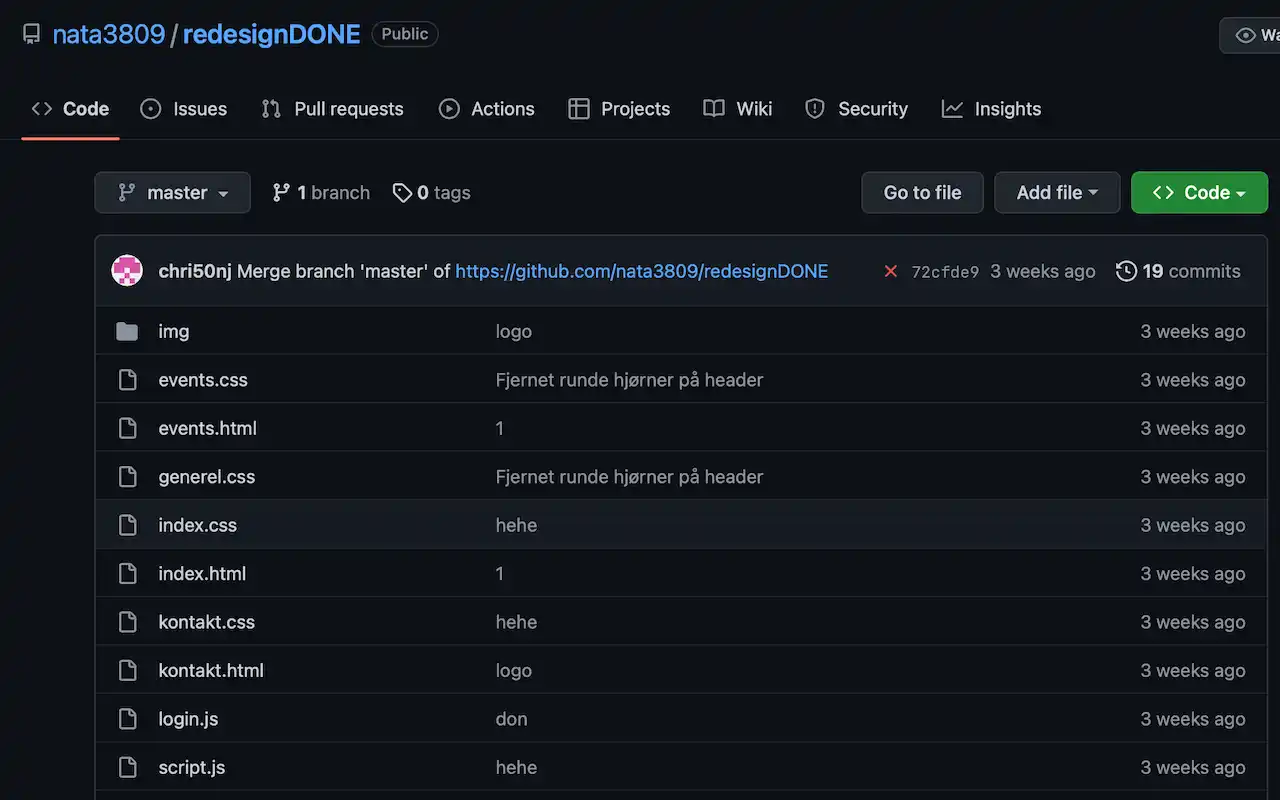 nata3809/redesignDONE Public
Code Issues Pull requests Actions Projects Wiki Security Insights
master 1 branch 0 tags Go to file Add file Code
chri50nj Merge branch 'master' of https://github.com/nata3809/redesignDONE 72cfde9 3 weeks ago 19 commits
img logo 3 weeks ago
events.css Fjernet runde hjørner på header 3 weeks ago
events.html 1 3 weeks ago
generel.css Fjernet runde hjørner på header 3 weeks ago
index.css hehe 3 weeks ago
index.html 1 3 weeks ago
kontakt.css hehe 3 weeks ago
kontakt.html logo 3 weeks ago
login.js don 3 weeks ago
script.js hehe 3 weeks ago